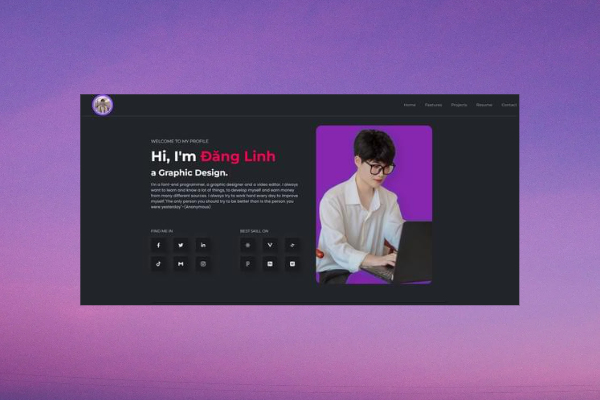 Home Features Projects Resume Contact
WELCOME TO MY PROFILE
Hi, I'm Đăng Linh
a Graphic Design.
I'm a font-end programmer, a graphic designer and a video editor. I always
want to learn and know a lot of things, to develop myself and earn money
from many different sources. I always try to work hard every day to improve
myself "The only person you should try to be better than is the person you
were yesterday" - (Anonymous)
FIND ME IN BEST SKILL ON